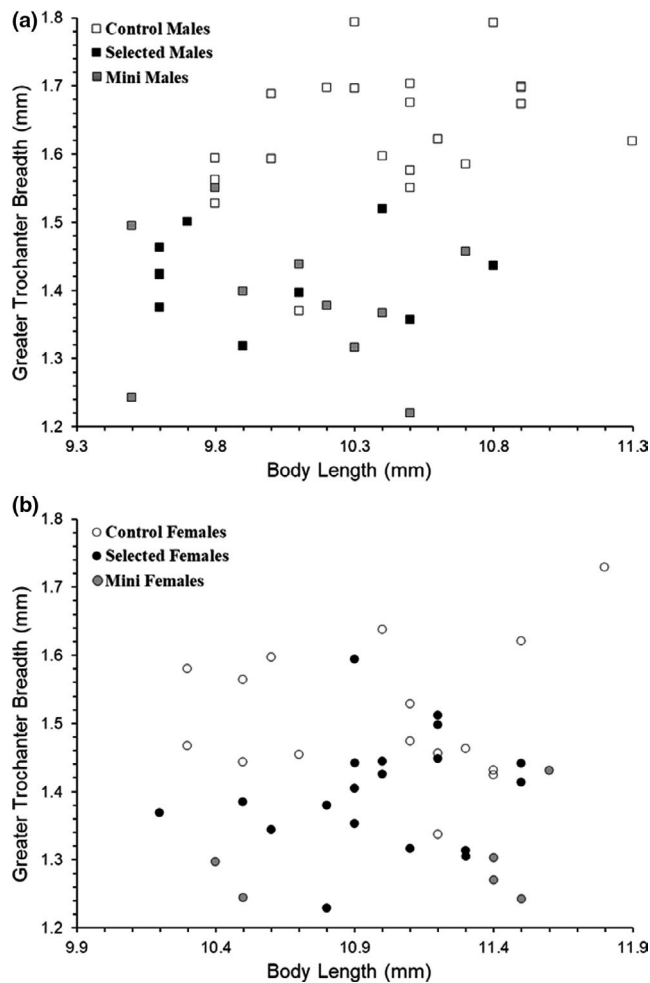 (a)
1.8
Control Males
Selected Males
Mini Males
1.7
1.6
1.5
1.4
1.3
1.2
Greater Trochanter Breadth (mm)
9.3 9.8 10.3 10.8 11.3
Body Length (mm)
(b)
1.8
Control Females
Selected Females
Mini Females
1.7
1.6
1.5
1.4
1.3
1.2
Greater Trochanter Breadth (mm)
9.9 10.4 10.9 11.4 11.9
Body Length (mm)